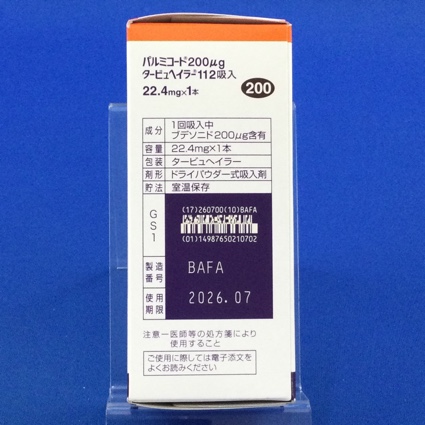 パルミコート200μg
タービュヘイラー®112吸入
22.4mg×1本
200
成分 1回吸入中
ブデソニド200μg含有
容量 22.4mg×1本
包装 タービュヘイラー
剤形 ドライパウダー式吸入剤
貯法 室温保存
GS1
(17)260700(10)BAFA
(01)14987650210702
製造番号 BAFA
使用期限 2026.07
注意－医師等の処方箋により
使用すること
ご使用に際しては電子添文を
よくお読みください